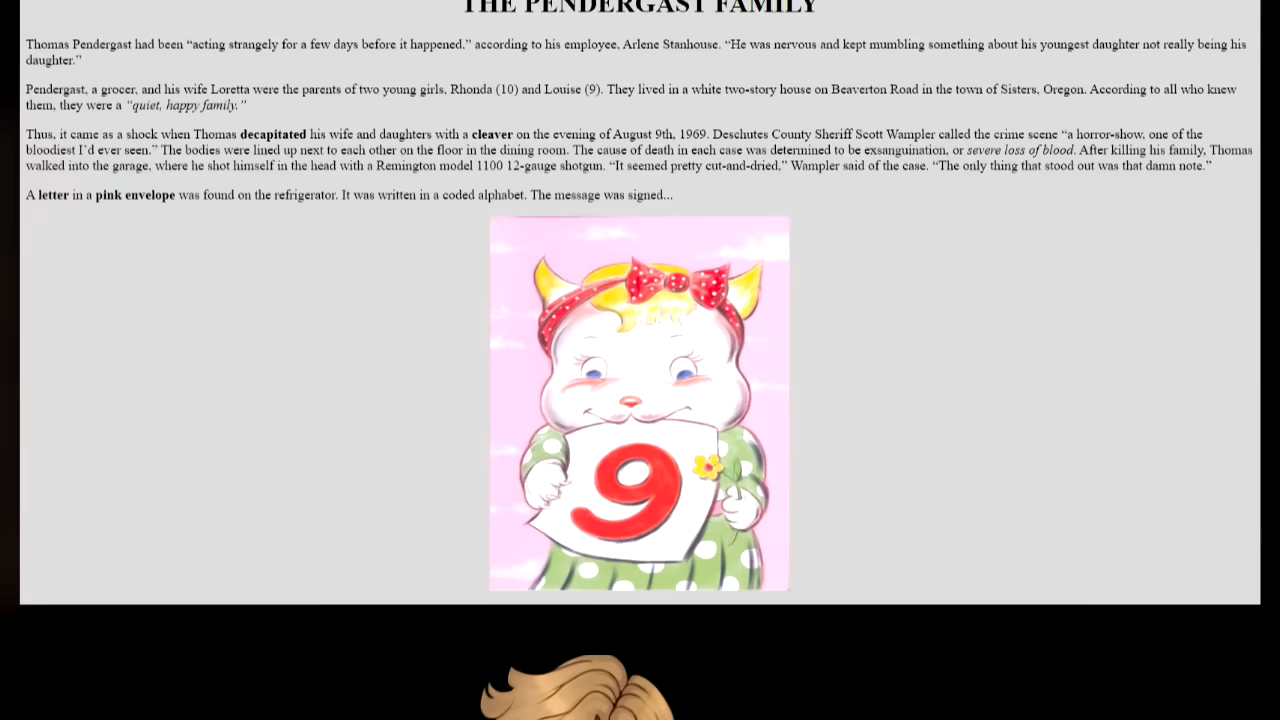 THE PENDERGAST FAMILY
Thomas Pendergast had been “acting strangely for a few days before it happened,” according to his employee, Arlene Stanhouse. “He was nervous and kept mumbling something about his youngest daughter not really being his
daughter.”
Pendergast, a grocer, and his wife Loretta were the parents of two young girls, Rhonda (10) and Louise (9). They lived in a white two-story house on Beaverton Road in the town of Sisters, Oregon. According to all who knew
them, they were a “quiet, happy family.”
Thus, it came as a shock when Thomas decapitated his wife and daughters with a cleaver on the evening of August 9th, 1969. Deschutes County Sheriff Scott Wampler called the crime scene “a horror-show, one of the
bloodiest I'd ever seen.” The bodies were lined up next to each other on the floor in the dining room. The cause of death in each case was determined to be exsanguination, or severe loss of blood. After killing his family, Thomas
walked into the garage, where he shot himself in the head with a Remington model 1100 12-gauge shotgun. “It seemed pretty cut-and-dried,” Wampler said of the case. “The only thing that stood out was that damn note.”
A letter in a pink envelope was found on the refrigerator. It was written in a coded alphabet. The message was signed...
9